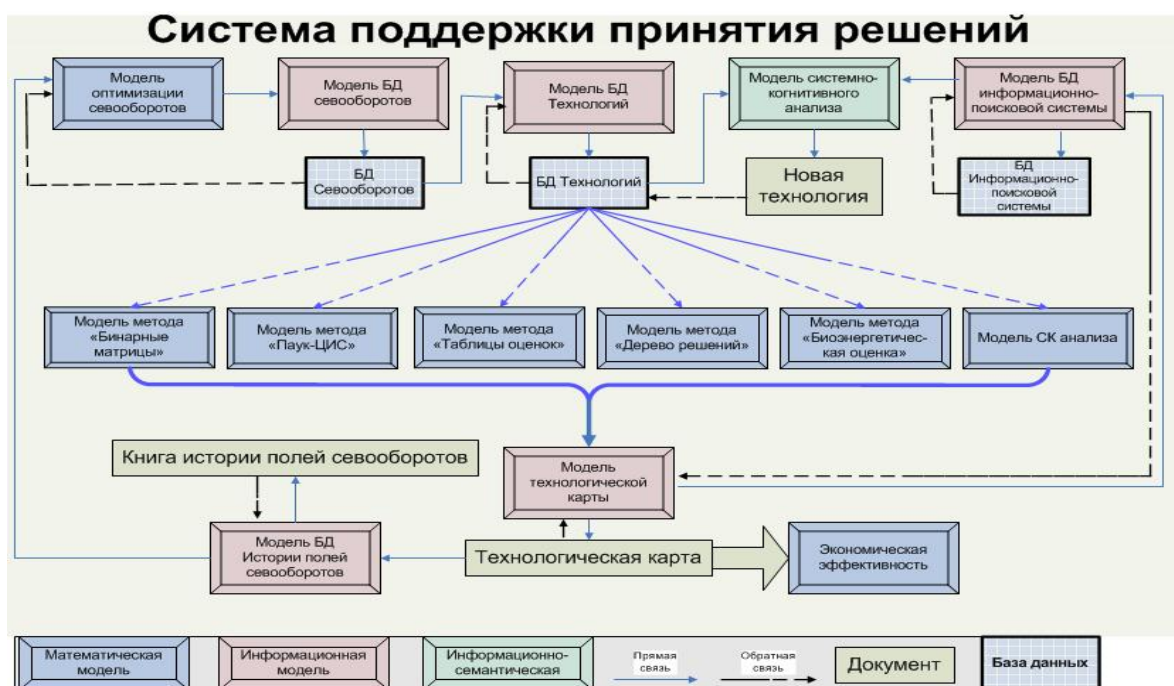 Система поддержки принятия решений
Модель
оптимизации
севооборотов
Модель БД
севооборотов
Модель БД
Технологий
Модель системно-
когнитивного
анализа
Модель БД
информационно-
поисковой системы
БД
Севооборотов
БД Технологий
Новая
технология
БД
Информационно-
поисковой
системы
Модель метода
«Бинарные
матрицы»
Модель метода
«Паук-ЦИС»
Модель метода
«Таблицы оценок»
Модель метода
«Дерево решений»
Модель метода
«Биоэнергетичес-
кая оценка»
Модель СК анализа
Книга истории полей севооборотов
Модель
технологической
карты
Модель БД
Истории полей
севооборотов
Технологическая карта
Экономическая
эффективность
Математическая
модель
Информационная
модель
Информационно-
семантическая
Прямая
связь
Обратная
связь
Документ
База данных